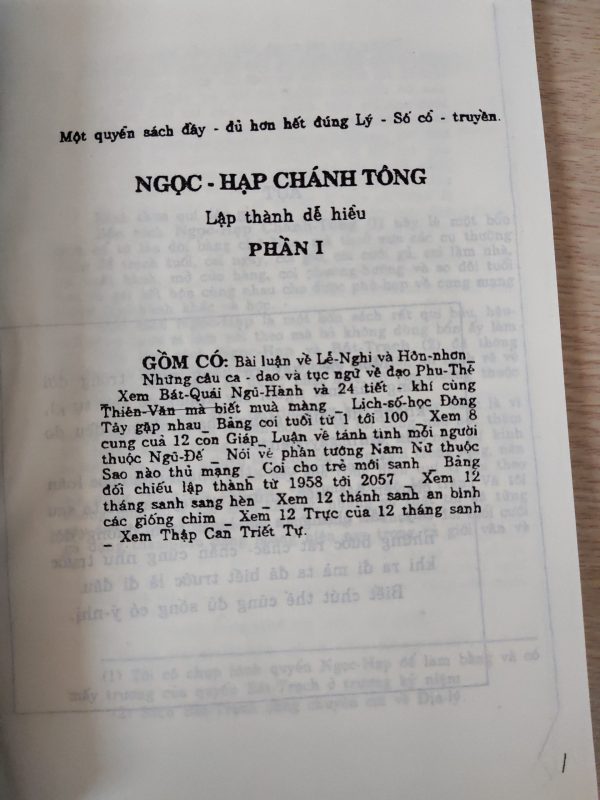 Một quyển sách đầy - đủ hơn hết đúng Lý - Số cổ - truyền.
NGỌC - HẠP CHÁNH TÔNG
Lập thành dễ hiểu
PHẦN I
GỒM CÓ: Bài luận về Lễ-Nghi và Hôn-nhơn_
Những câu ca - dao và tục ngữ về đạo Phu-Thê
_ Xem Bát-Quái Ngũ-Hành và 24 tiết - khí cùng
Thiên-Văn mà biết muà màng _ Lịch-số-học Đông
Tây gặp nhau_ Bảng coi tuổi từ 1 tới 100 _ Xem 8
cung cuả 12 con Giáp_ Luận về tánh tình mỗi người
thuộc Ngũ-Đế _ Nói về phần tướng Nam Nữ thuộc
Sao nào thủ mạng _ Coi cho trẻ mới sanh _ Bảng
đổi chiếu lập thành từ 1958 tới 2057 _ Xem 12
tháng sanh sang hèn _ Xem 12 thánh sanh an bình
các giống chim _ Xem 12 Trực của 12 tháng sanh
_ Xem Thập Can Triết Tự.
1